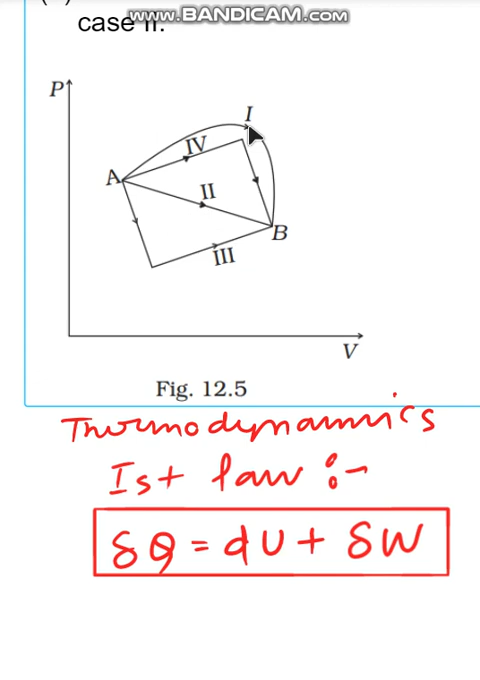 www.BANDICAM.com
case II.
P
I
IV
A
II
B
III
V
Fig. 12.5
Thermodynamics
Ist law :-
δQ = dU + δW